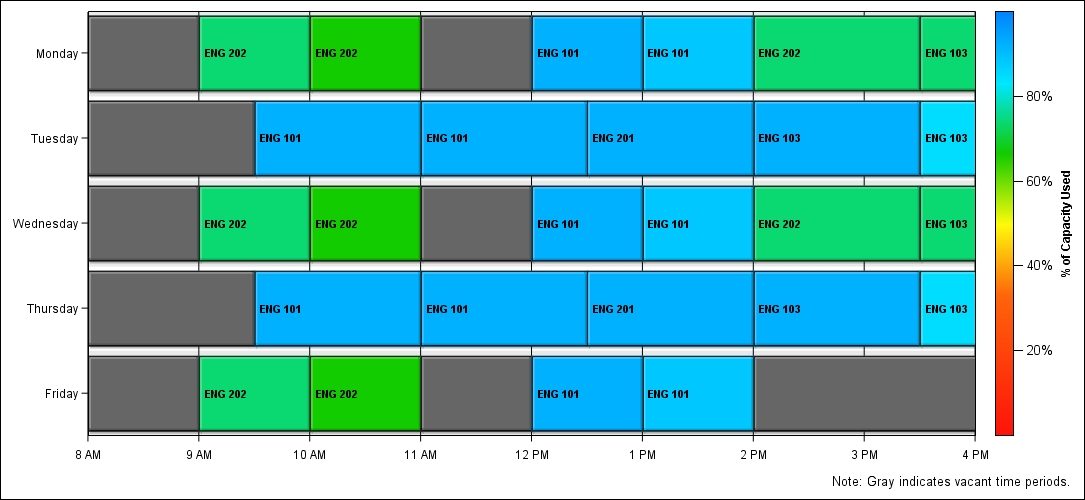 Monday
ENG 202
ENG 202
ENG 101
ENG 101
ENG 202
ENG 103
Tuesday
ENG 101
ENG 101
ENG 201
ENG 103
ENG 103
Wednesday
ENG 202
ENG 202
ENG 101
ENG 101
ENG 202
ENG 103
Thursday
ENG 101
ENG 101
ENG 201
ENG 103
ENG 103
Friday
ENG 202
ENG 202
ENG 101
ENG 101
8 AM
9 AM
10 AM
11 AM
12 PM
1 PM
2 PM
3 PM
4 PM
80%
60%
40%
20%
% of Capacity Used
Note: Gray indicates vacant time periods.